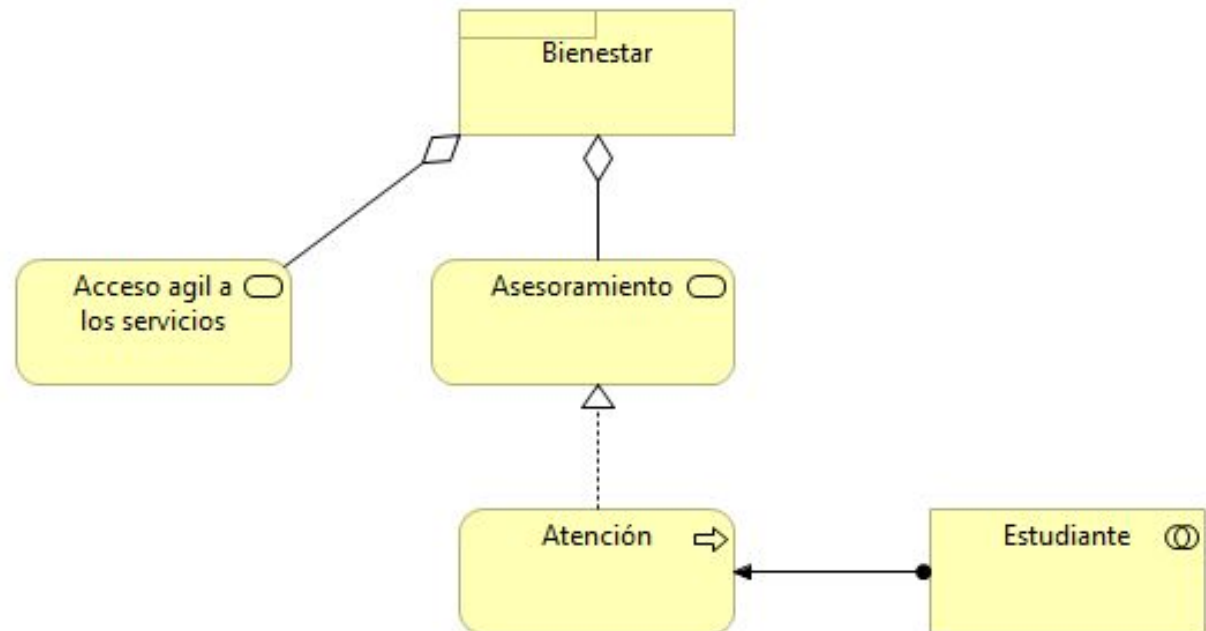 Bienestar
Acceso agil a
los servicios
Asesoramiento
Atención
Estudiante